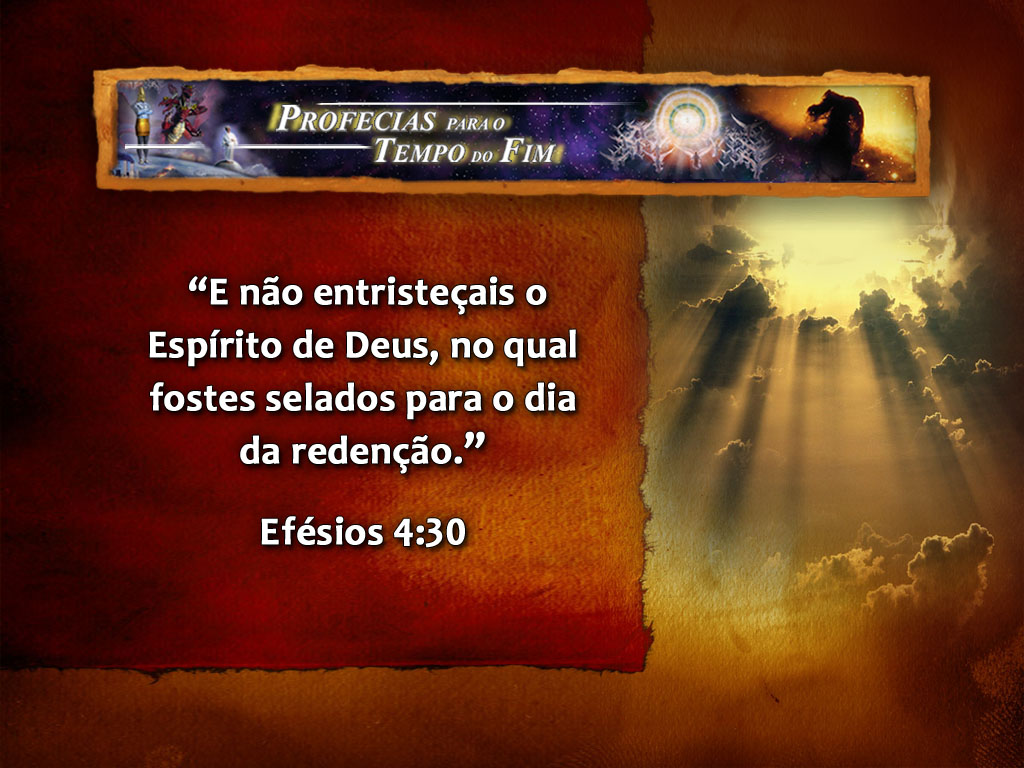 PROFECIAS PARA O
TEMPO DO FIM
“E não entristeçais o
Espírito de Deus, no qual
fostes selados para o dia
da redenção.”
Efésios 4:30